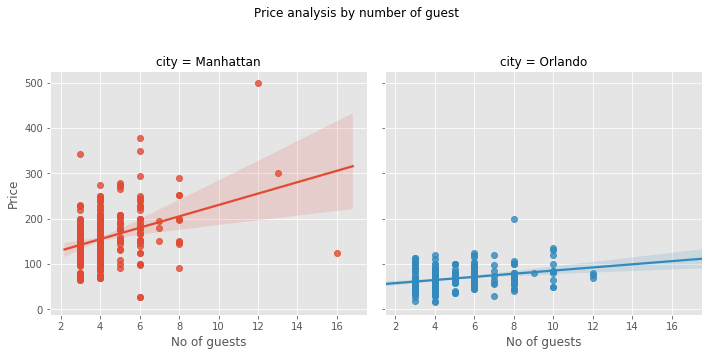 Price analysis by number of guest
city = Manhattan
city = Orlando
Price
500
400
300
200
100
0
2 4 6 8 10 12 14 16
2 4 6 8 10 12 14 16
No of guests
No of guests